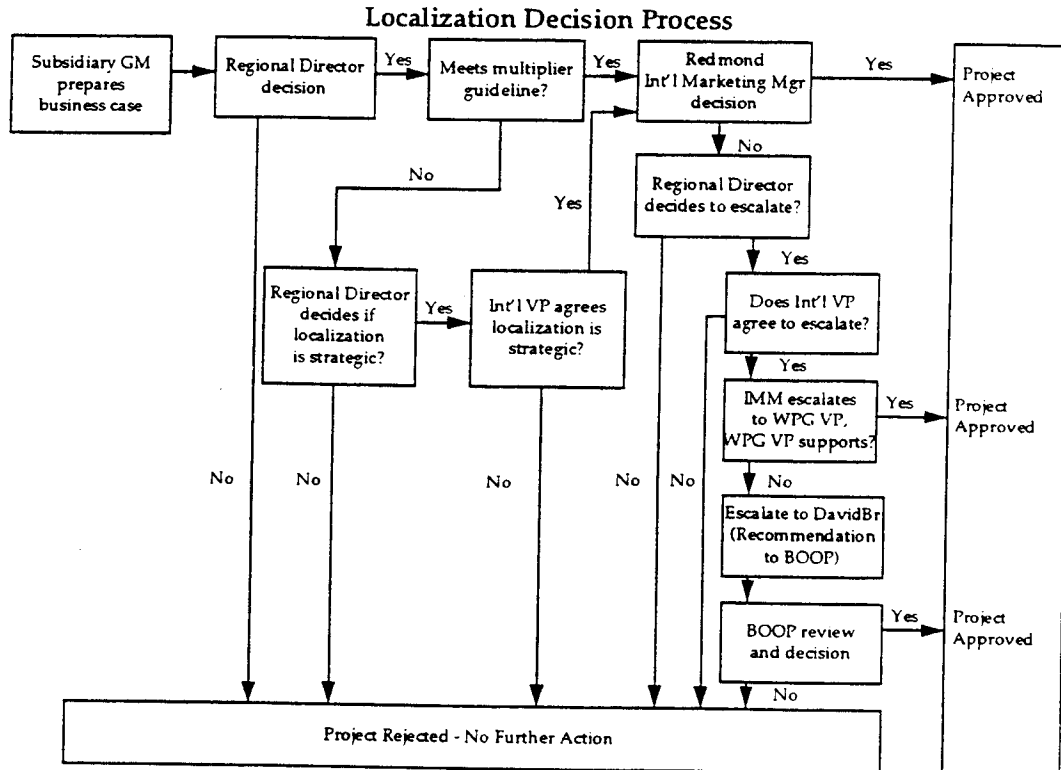 Localization Decision Process
Subsidiary GM
prepares
business case
Regional Director
decision
Yes
Meets multiplier
guideline?
Yes
Redmond
Int'l Marketing Mgr
decision
Yes
Project
Approved
No
No
Regional Director
decides to escalate?
Yes
Yes
Regional Director
decides if
localization
is strategic?
Yes
Int'l VP agrees
localization is
strategic?
Does Int'l VP
agree to escalate?
Yes
IMM escalates
to WPG VP,
WPG VP supports?
Yes
Project
Approved
No
No
No
No
No
No
Escalate to DavidBr
(Recommendation
to BOOP)
BOOP review
and decision
Yes
Project
Approved
No
Project Rejected - No Further Action